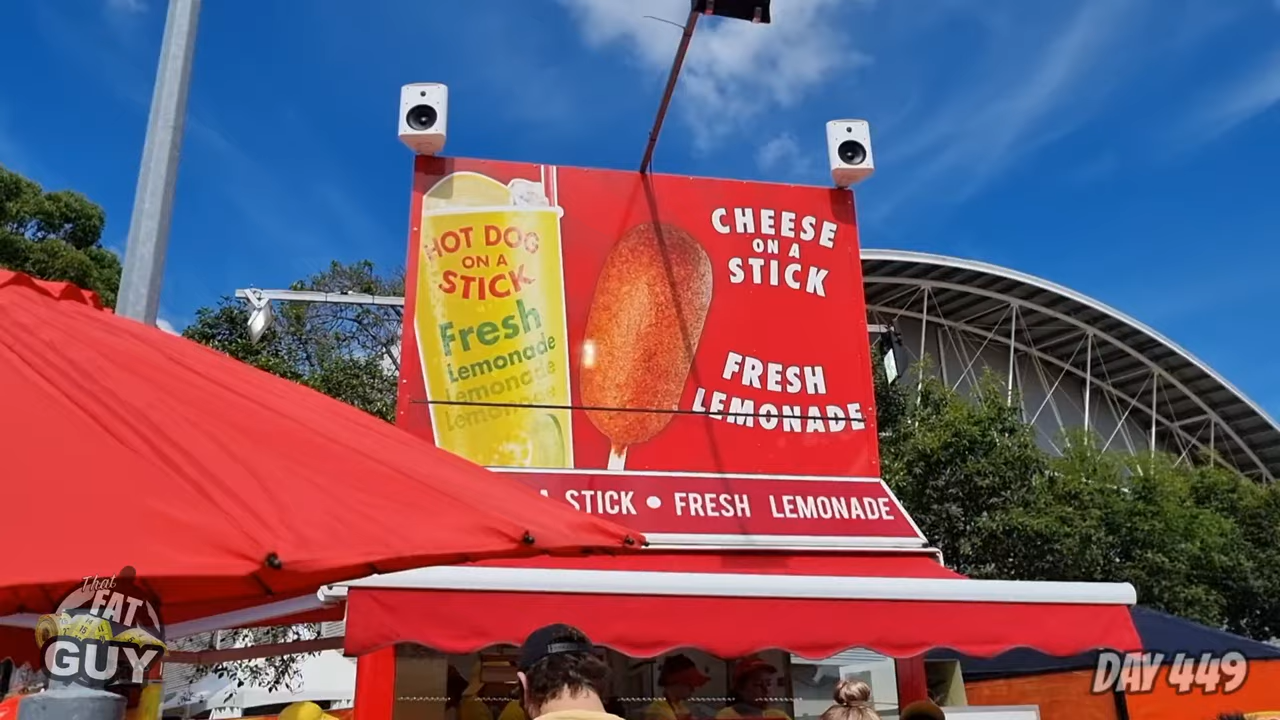 HOT DOG
ON A
STICK
Fresh
Lemonade
Lemonade
Lemonade
CHEESE
ON A
STICK
FRESH
LEMONADE
A STICK • FRESH LEMONADE
That
FAT
GUY
DAY 449